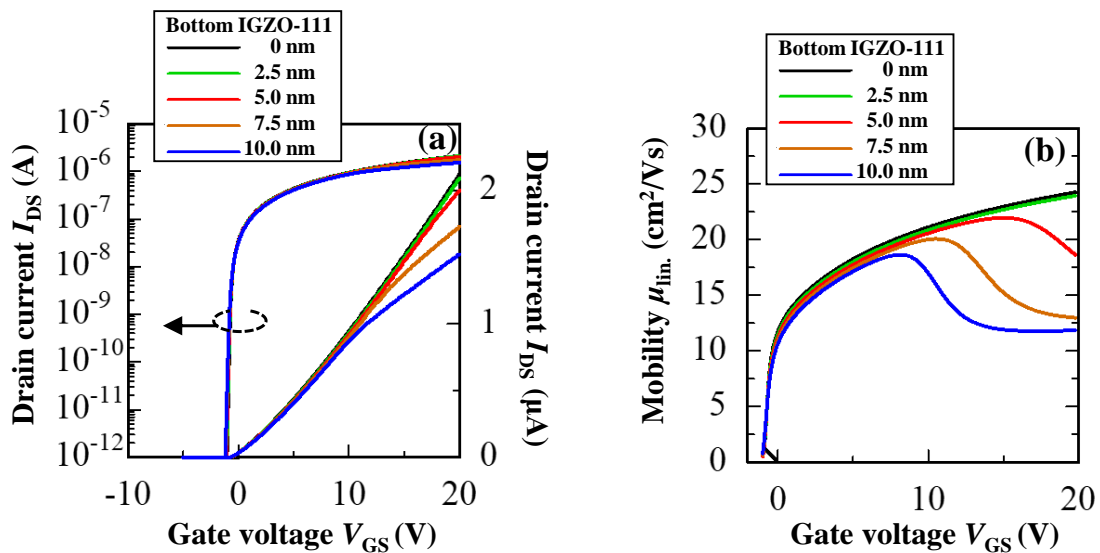 Bottom IGZO-111
0 nm
2.5 nm
5.0 nm
7.5 nm
10.0 nm
(a)
Drain current I_DS (A)
10^-5
10^-6
10^-7
10^-8
10^-9
10^-10
10^-11
10^-12
-10
0
10
20
Gate voltage V_GS (V)
2
1
0
Drain current I_DS (μA)
Bottom IGZO-111
0 nm
2.5 nm
5.0 nm
7.5 nm
10.0 nm
(b)
Mobility μ_lin. (cm²/Vs)
30
25
20
15
10
5
0
0
10
20
Gate voltage V_GS (V)